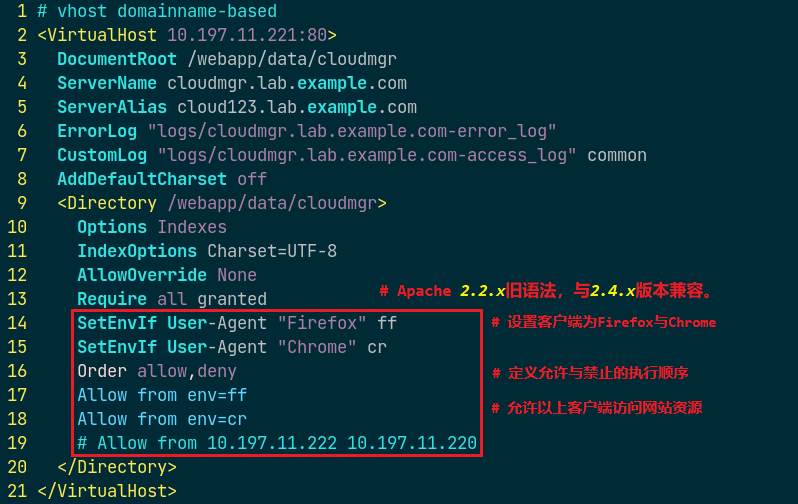 1 # vhost domainname-based
2 <VirtualHost 10.197.11.221:80>
3 DocumentRoot /webapp/data/cloudmgr
4 ServerName cloudmgr.lab.example.com
5 ServerAlias cloud123.lab.example.com
6 ErrorLog "logs/cloudmgr.lab.example.com-error_log"
7 CustomLog "logs/cloudmgr.lab.example.com-access_log" common
8 AddDefaultCharset off
9 <Directory /webapp/data/cloudmgr>
10 Options Indexes
11 IndexOptions Charset=UTF-8
12 AllowOverride None
# Apache 2.2.x旧语法，与2.4.x版本兼容。
13 Require all granted
14 SetEnvIf User-Agent "Firefox" ff # 设置客户端为Firefox与Chrome
15 SetEnvIf User-Agent "Chrome" cr
16 Order allow,deny # 定义允许与禁止的执行顺序
17 Allow from env=ff
18 Allow from env=cr # 允许以上客户端访问网站资源
19 # Allow from 10.197.11.222 10.197.11.220
20 </Directory>
21 </VirtualHost>